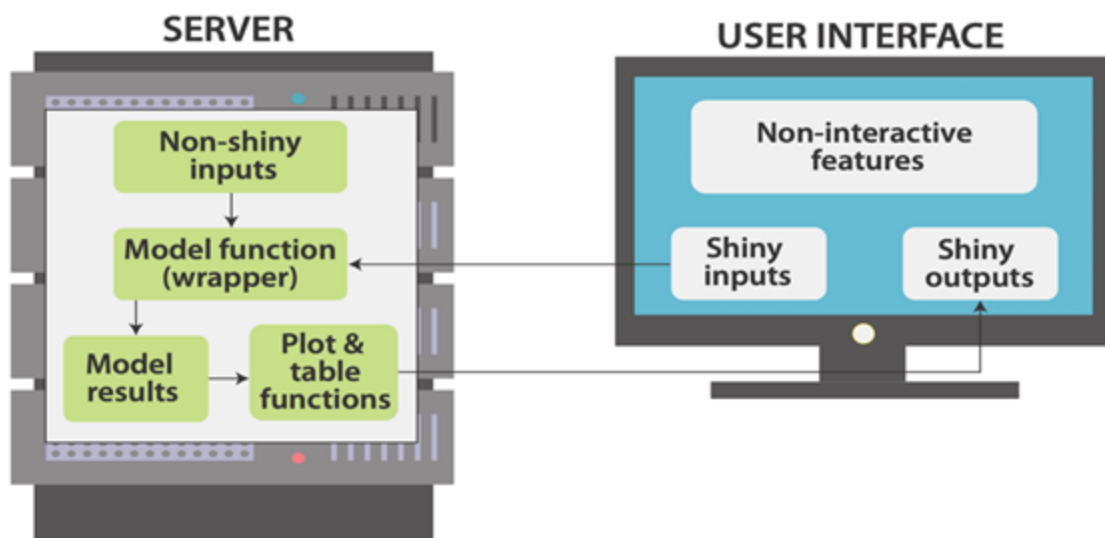 SERVER
Non-shiny
inputs
Model function
(wrapper)
Model
results
Plot &
table
functions
USER INTERFACE
Non-interactive
features
Shiny
inputs
Shiny
outputs